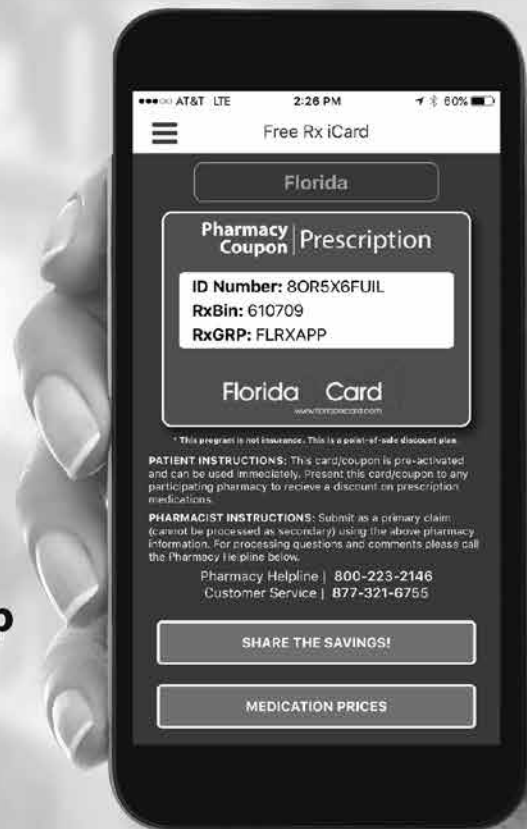 AT&T LTE 2:26 PM 60%
Free Rx iCard
Florida
Pharmacy Coupon | Prescription
ID Number: 8OR5X6FUIL
RxBin: 610709
RxGRP: FLRXAPP
Florida Card
* This program is not insurance. This is a point-of-sale discount plan.
PATIENT INSTRUCTIONS: This card/coupon is pre-activated
and can be used immediately. Present this card/coupon to any
participating pharmacy to recieve a discount on prescription
medications.
PHARMACIST INSTRUCTIONS: Submit as a primary claim
(cannot be processed as secondary) using the above pharmacy
information. For processing questions and comments please call
the Pharmacy Helpline below.
Pharmacy Helpline | 800-223-2146
Customer Service | 877-321-6755
SHARE THE SAVINGS!
MEDICATION PRICES